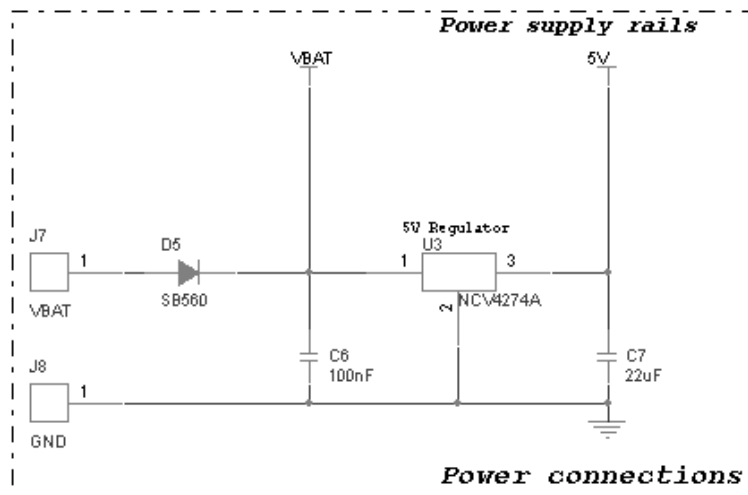 Power supply rails
VBAT
5V
5V Regulator
J7
D5
U3
1
1
3
SB560
NCV4274A
VBAT
2
C6
C7
J8
100nF
22uF
1
GND
Power connections